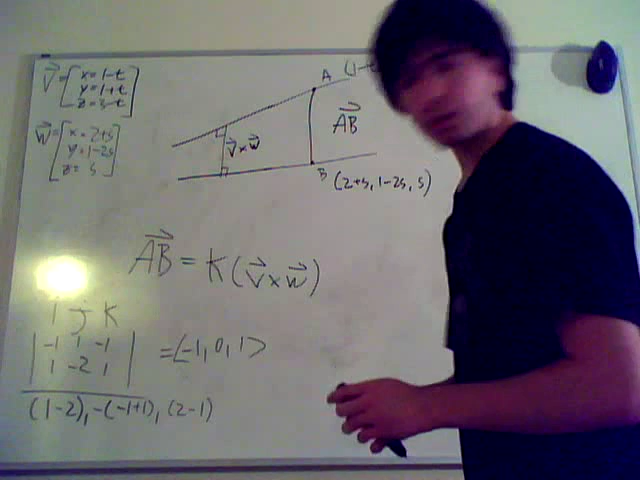 V⃗ = [ x = 1-t
y = 1+t
z = 3-t ]
w⃗ = [ x = 2+s
y = 1-2s
z = s ]
A (1-t
AB⃗
v⃗ x w⃗
B (2+s, 1-2s, s)
AB⃗ = K(v⃗ x w⃗)
i j K
| -1 1 -1 |
| 1 -2 1 | = <-1, 0, 1>
(1-2), -(-1+1), (2-1)